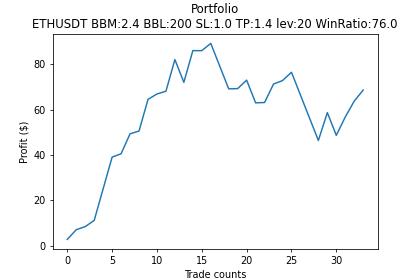 Portfolio
ETHUSDT BBM:2.4 BBL:200 SL:1.0 TP:1.4 lev:20 WinRatio:76.0
80
60
40
20
0
Profit ($)
0 5 10 15 20 25 30
Trade counts